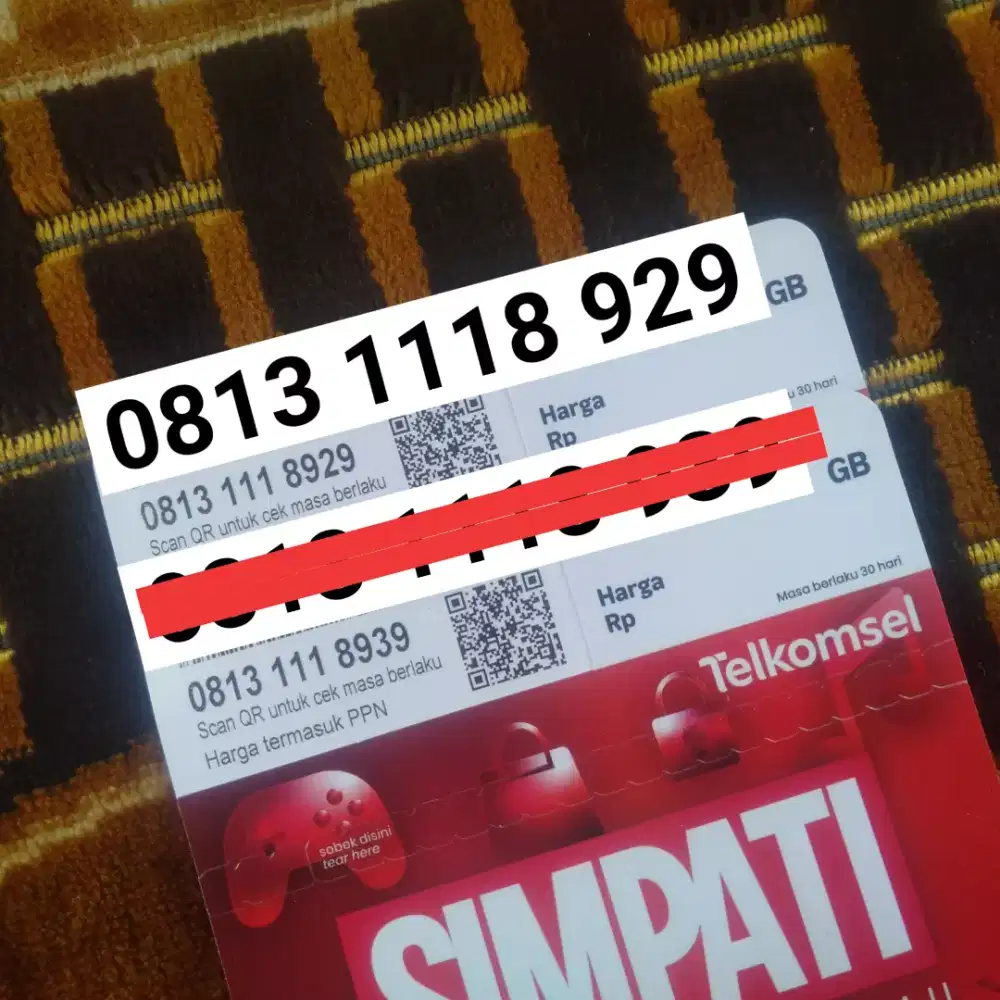 0813 1118 929
GB
0813 111 8929
Scan QR untuk cek masa berlaku
Harga
Rp
30 hari
GB
0813 111 8939
Scan QR untuk cek masa berlaku
Harga termasuk PPN
Harga
Rp
Masa berlaku 30 hari
Telkomsel
sobek disini
tear here
SIMPATI